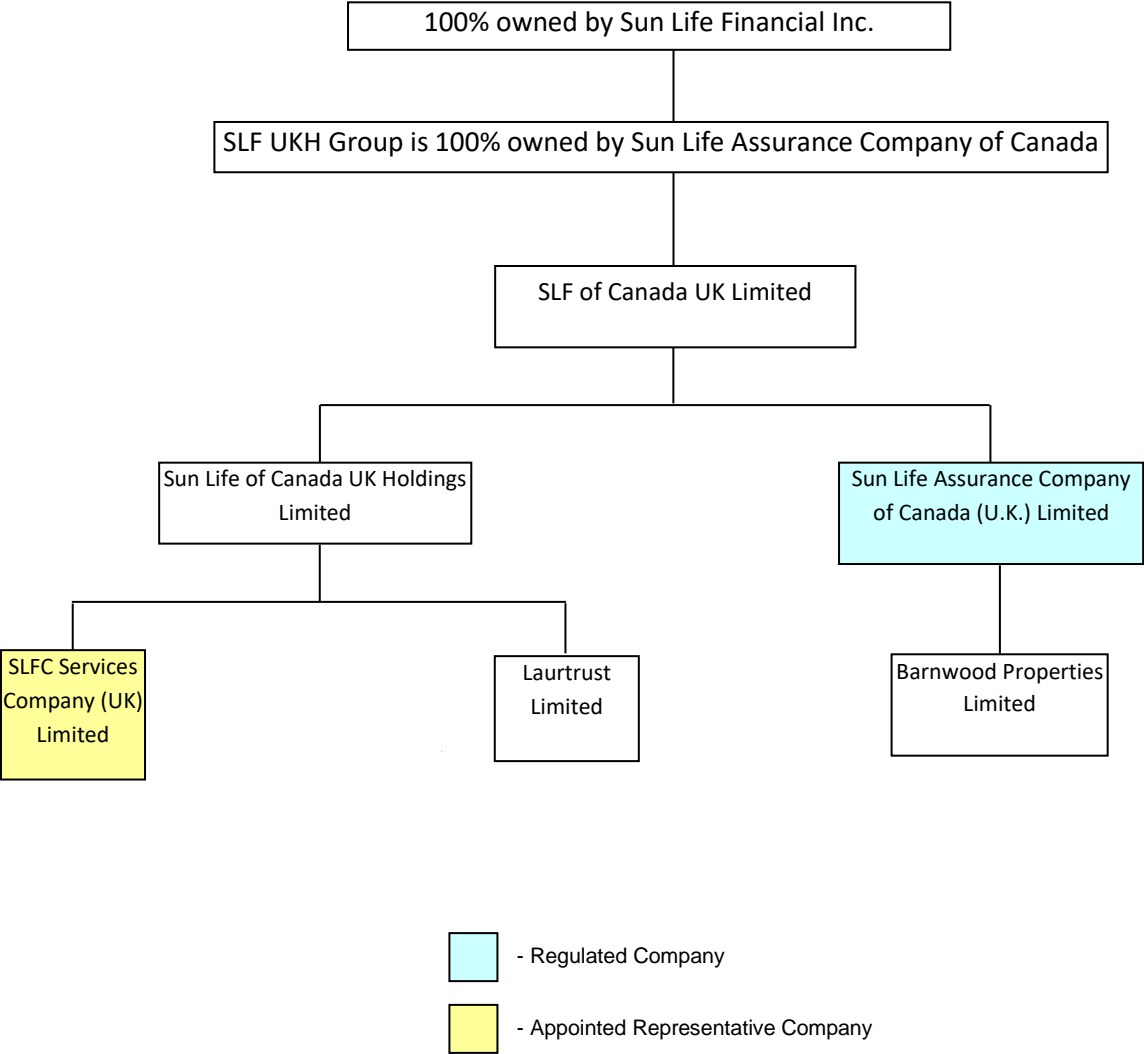 100% owned by Sun Life Financial Inc.
SLF UKH Group is 100% owned by Sun Life Assurance Company of Canada
SLF of Canada UK Limited
Sun Life of Canada UK Holdings
Limited
Sun Life Assurance Company
of Canada (U.K.) Limited
SLFC Services
Company (UK)
Limited
Laurtrust
Limited
Barnwood Properties
Limited
- Regulated Company
- Appointed Representative Company